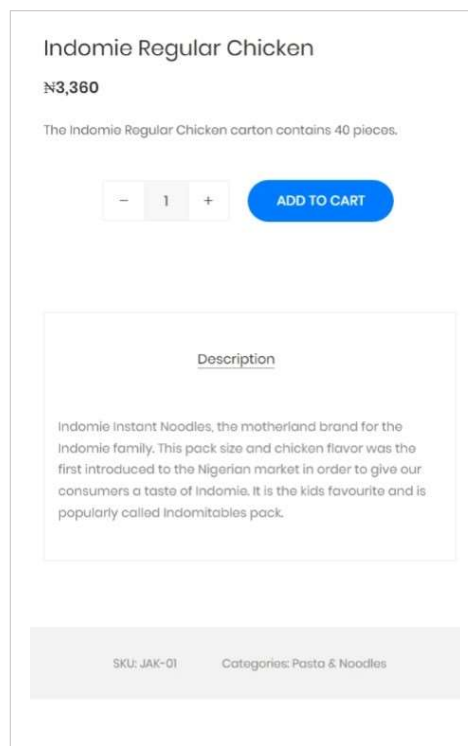 Indomie Regular Chicken
₦3,360
The Indomie Regular Chicken carton contains 40 pieces.
− 1 + ADD TO CART
Description
Indomie Instant Noodles, the motherland brand for the
Indomie family. This pack size and chicken flavor was the
first introduced to the Nigerian market in order to give our
consumers a taste of Indomie. It is the kids favourite and is
popularly called Indomitables pack.
SKU: JAK-01 Categories: Pasta & Noodles